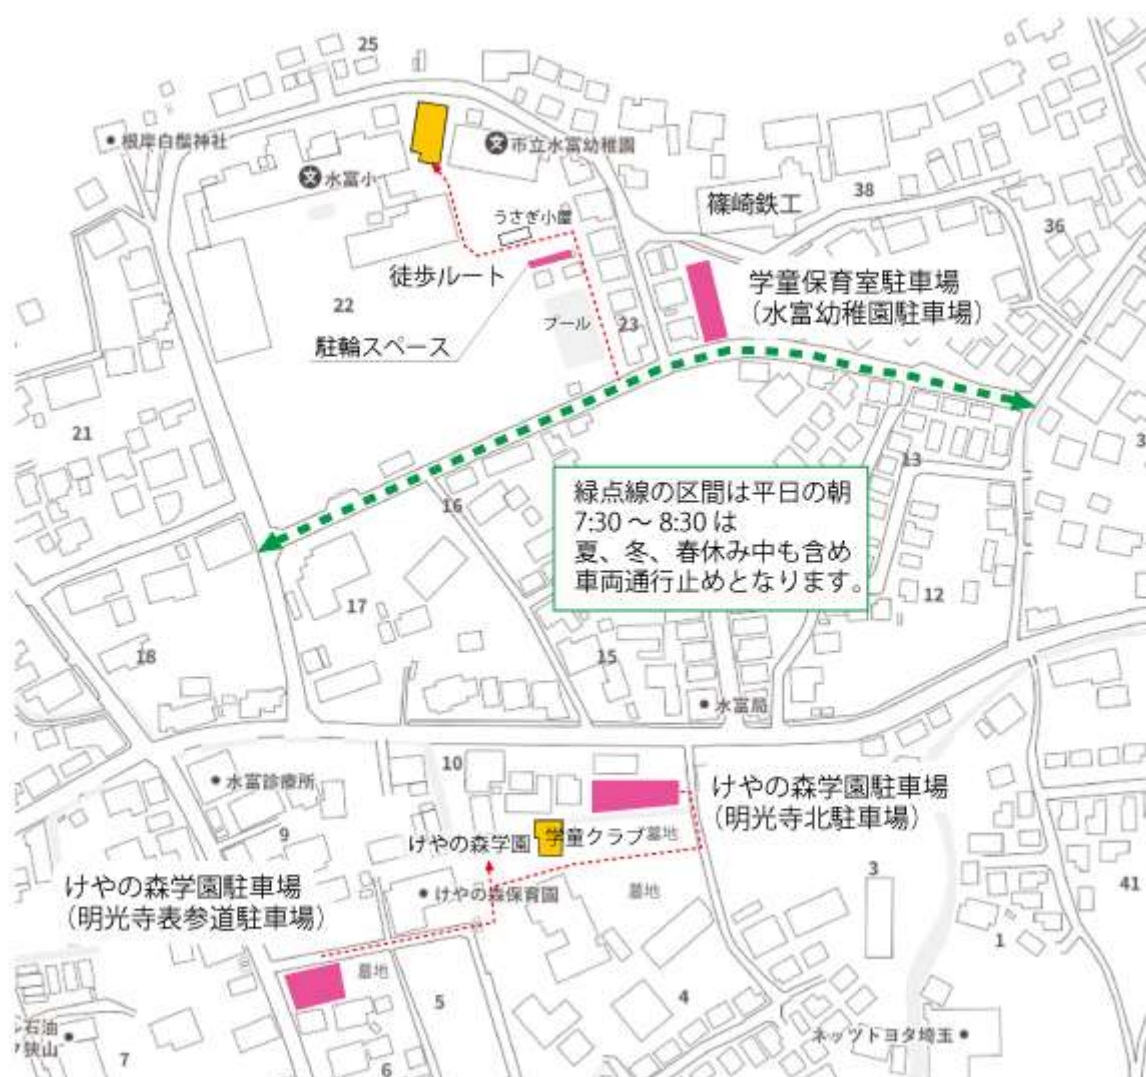 25
根岸白髭神社
文 市立水富幼稚園
文 水富小
38
篠崎鉄工
うさぎ小屋
36
徒歩ルート
学童保育室駐車場
(水富幼稚園駐車場)
22
プール
23
駐輪スペース
21
13
16
緑点線の区間は平日の朝
7:30 ~ 8:30 は
夏、冬、春休み中も含め
車両通行止めとなります。
12
17
18
15
水富局
10
水富診療所
けやの森学園駐車場
(明光寺北駐車場)
9
けやの森学園 学童クラブ
墓地
3
けやの森学園駐車場
(明光寺表参道駐車場)
けやの森保育園
墓地
41
1
墓地
5
4
石油
狭山
7
6
ネッツトヨタ埼玉